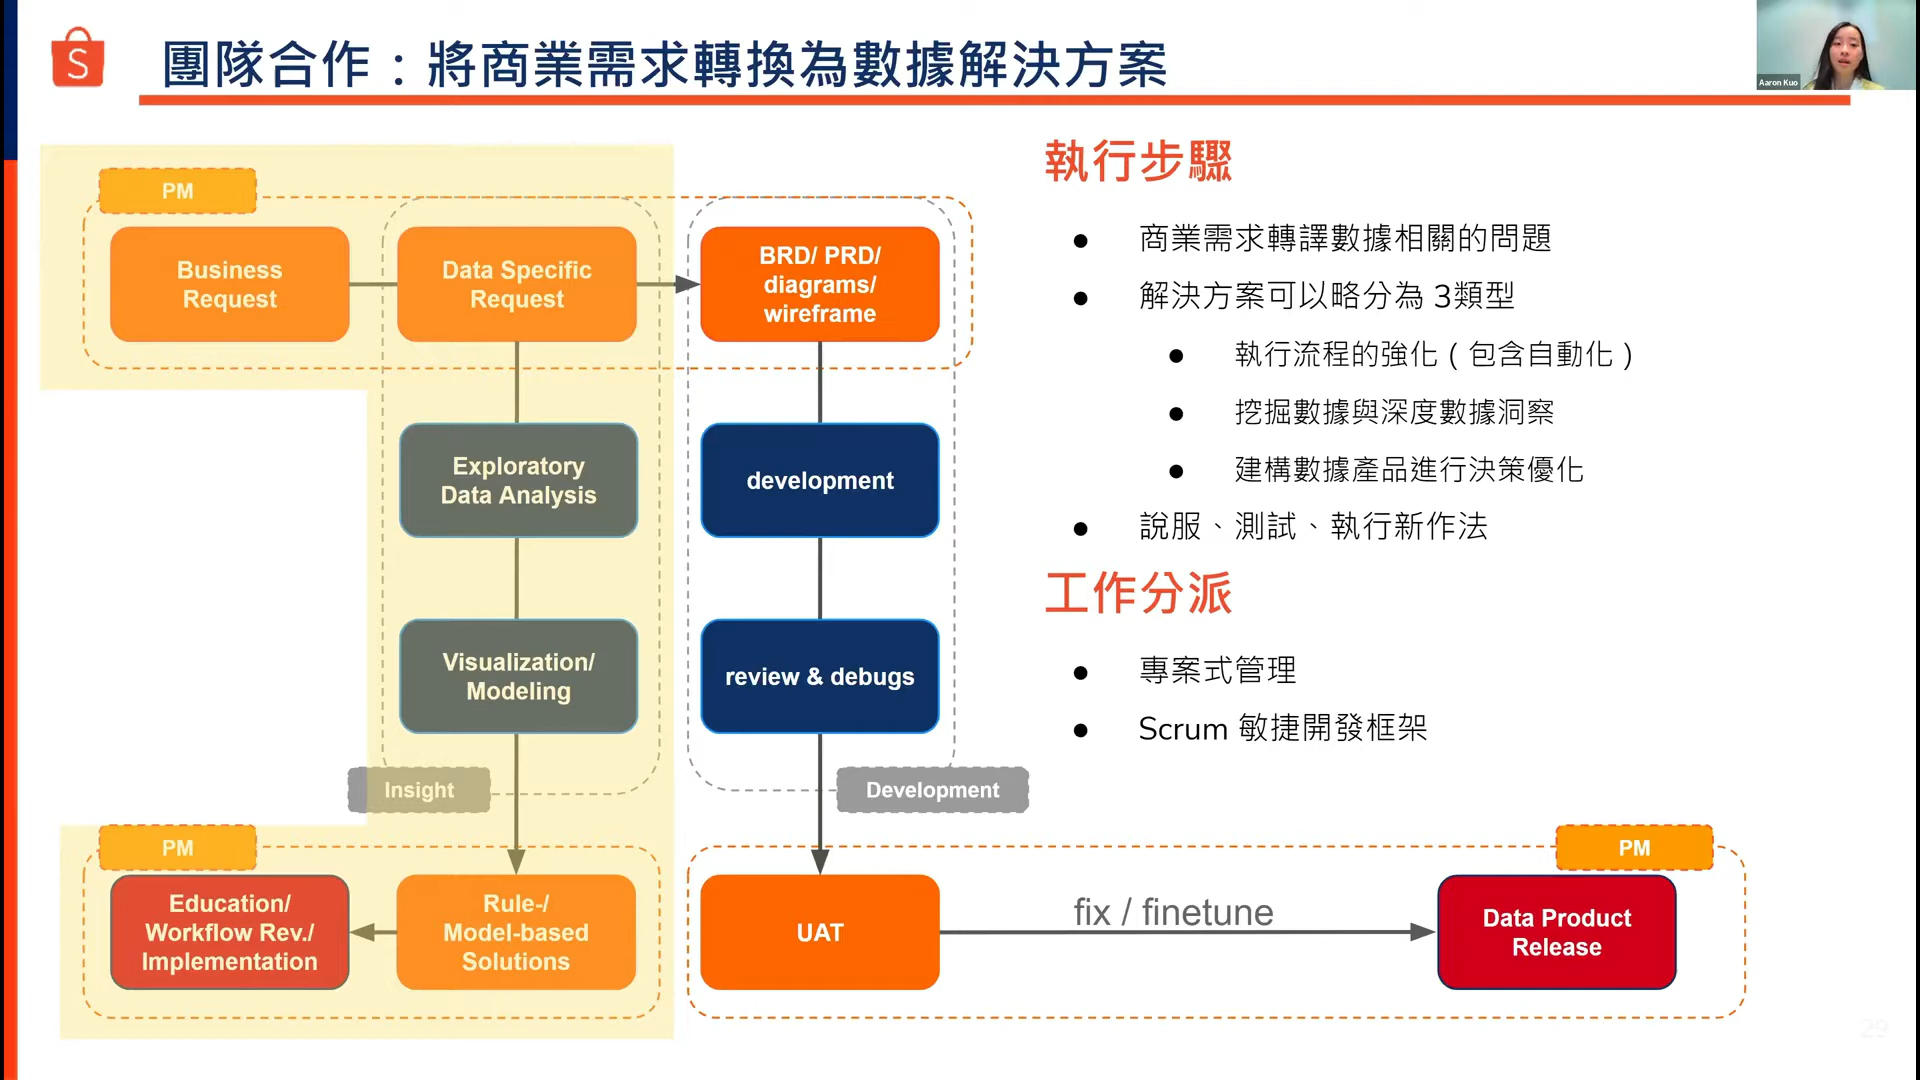 S
團隊合作：將商業需求轉換為數據解決方案
Aaron Kuo
PM
Business
Request
Data Specific
Request
BRD/ PRD/
diagrams/
wireframe
Exploratory
Data Analysis
development
Visualization/
Modeling
review & debugs
Insight
Development
PM
Education/
Workflow Rev./
Implementation
Rule-/
Model-based
Solutions
UAT
fix / finetune
PM
Data Product
Release
執行步驟
● 商業需求轉譯數據相關的問題
● 解決方案可以略分為 3類型
● 執行流程的強化（包含自動化）
● 挖掘數據與深度數據洞察
● 建構數據產品進行決策優化
● 說服、測試、執行新作法
工作分派
● 專案式管理
● Scrum 敏捷開發框架
29